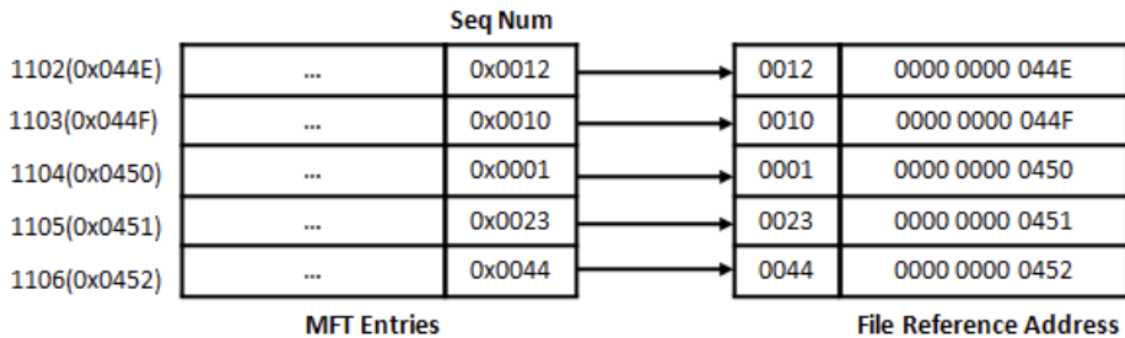 Seq Num
1102(0x044E) ... 0x0012 0012 0000 0000 044E
1103(0x044F) ... 0x0010 0010 0000 0000 044F
1104(0x0450) ... 0x0001 0001 0000 0000 0450
1105(0x0451) ... 0x0023 0023 0000 0000 0451
1106(0x0452) ... 0x0044 0044 0000 0000 0452
MFT Entries File Reference Address